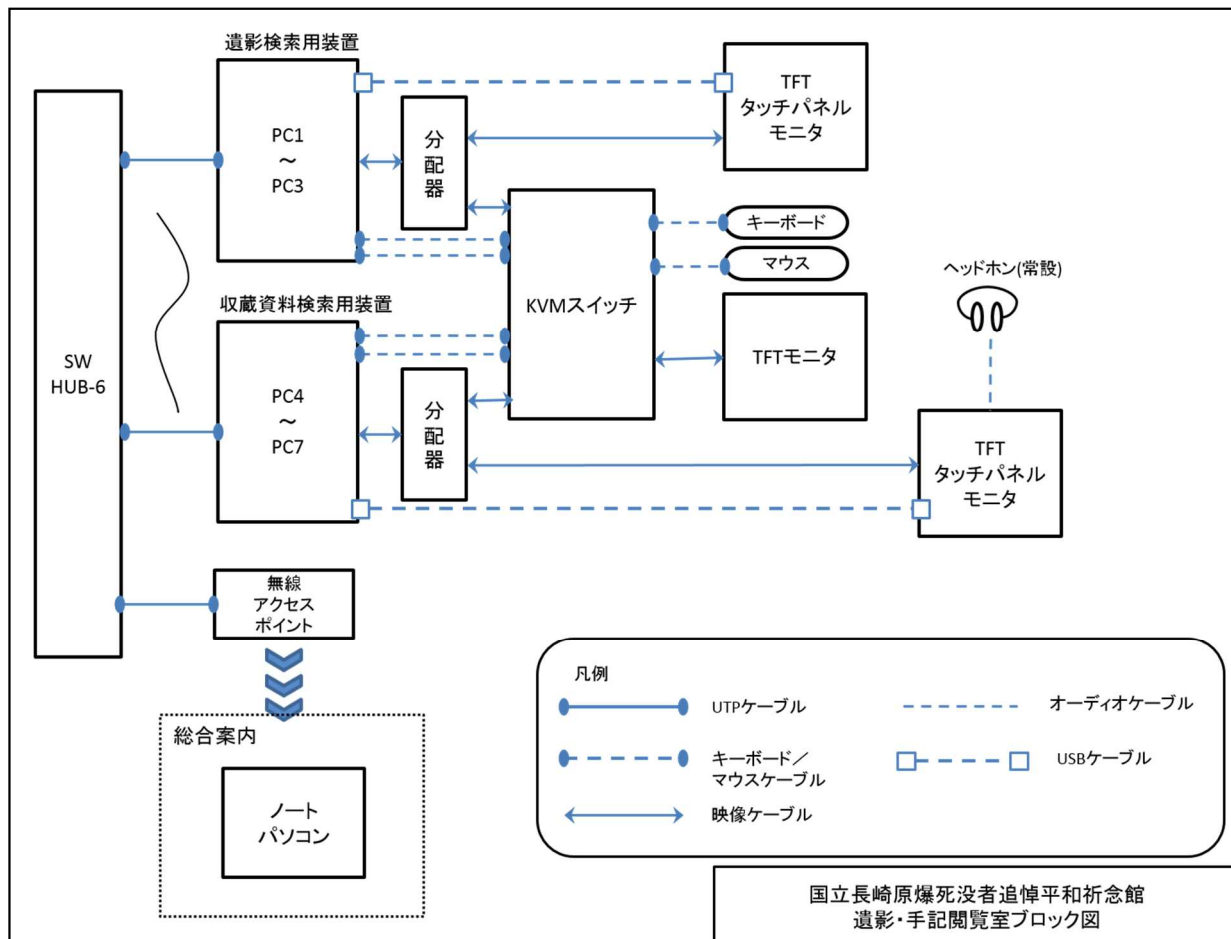 遺影検索用装置
PC1
～
PC3
分
配
器
TFT
タッチパネル
モニタ
キーボード
マウス
KVMスイッチ
TFTモニタ
ヘッドホン(常設)
SW
HUB-6
収蔵資料検索用装置
PC4
～
PC7
分
配
器
TFT
タッチパネル
モニタ
無線
アクセス
ポイント
総合案内
ノート
パソコン
凡例
UTPケーブル
キーボード／
マウスケーブル
映像ケーブル
オーディオケーブル
USBケーブル
国立長崎原爆死没者追悼平和祈念館
遺影・手記閲覧室ブロック図